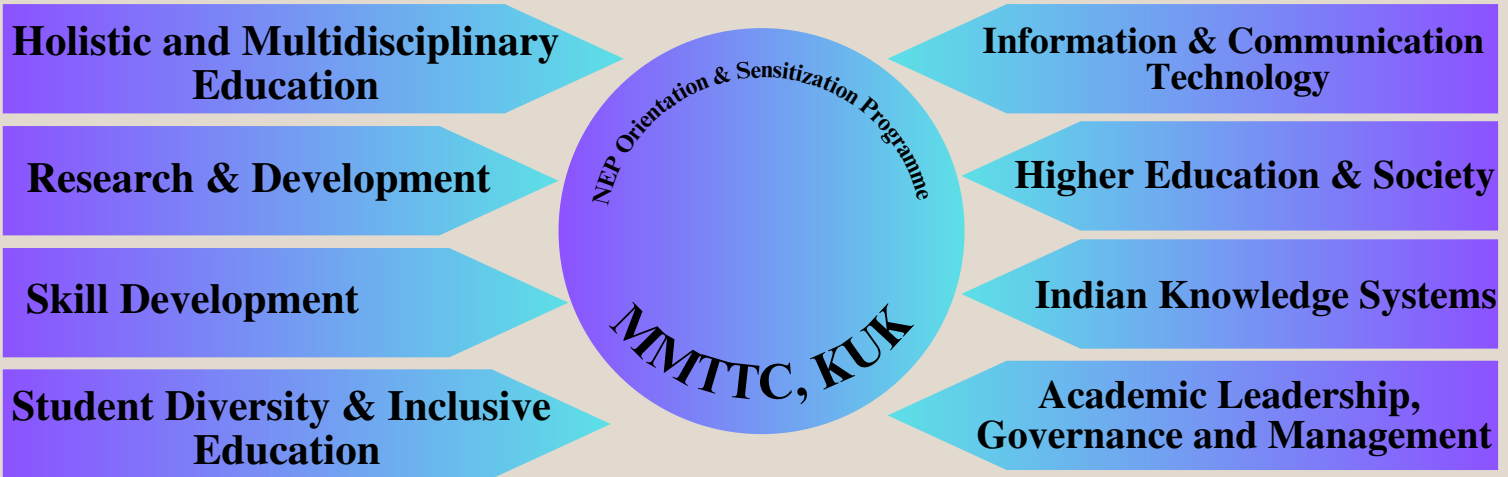 Holistic and Multidisciplinary
Education
Research & Development
Skill Development
Student Diversity & Inclusive
Education
NEP Orientation & Sensitization Programme
MMTTC, KUK
Information & Communication
Technology
Higher Education & Society
Indian Knowledge Systems
Academic Leadership,
Governance and Management